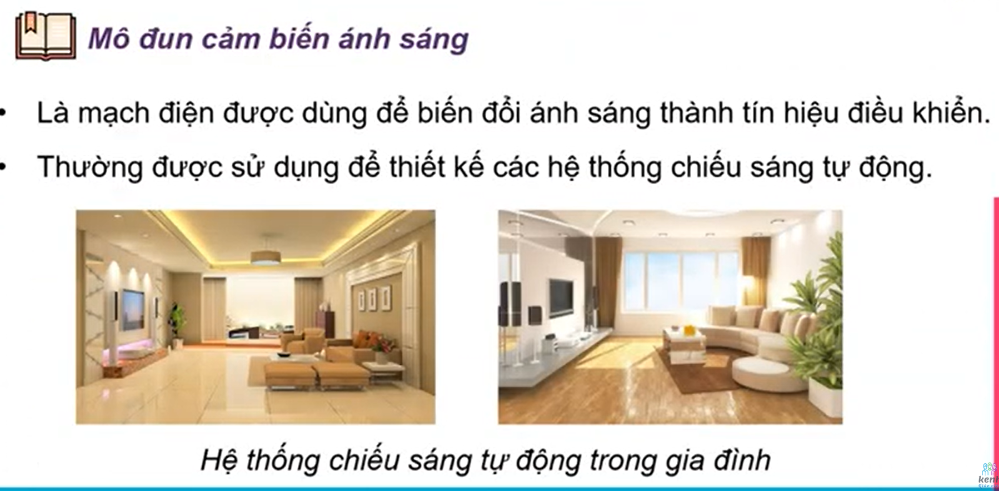 Mô đun cảm biến ánh sáng
• Là mạch điện được dùng để biến đổi ánh sáng thành tín hiệu điều khiển.
• Thường được sử dụng để thiết kế các hệ thống chiếu sáng tự động.
Hệ thống chiếu sáng tự động trong gia đình